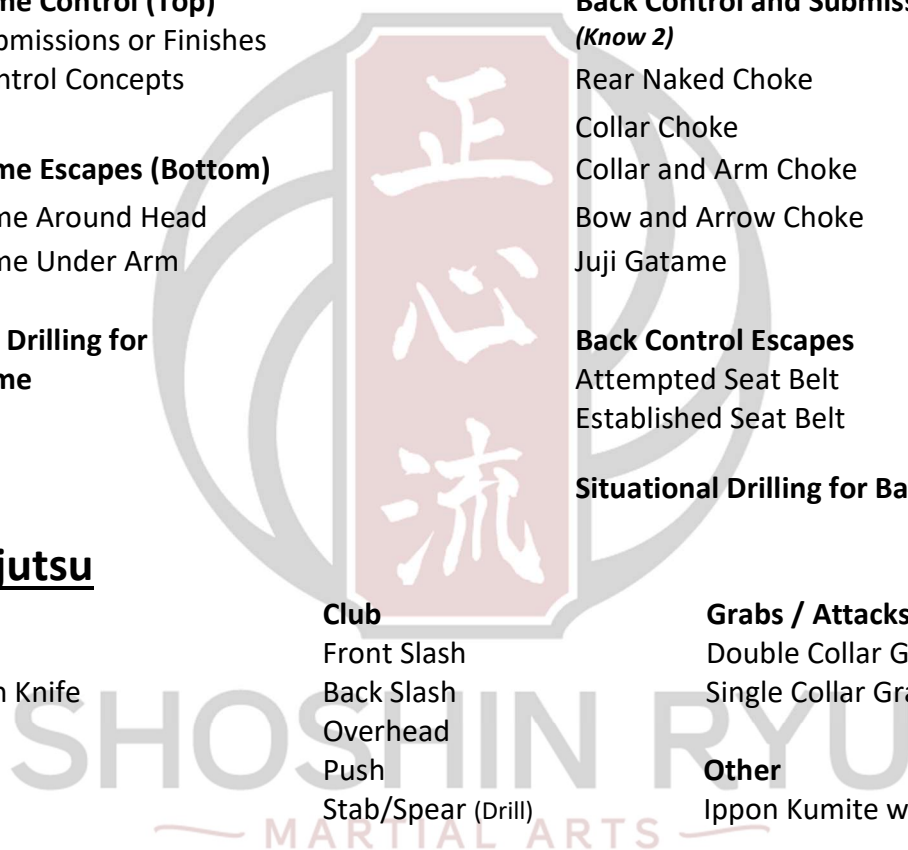 me Control (Top)
bmissions or Finishes
ntrol Concepts
me Escapes (Bottom)
me Around Head
me Under Arm
Drilling for
me
Back Control and Submiss
(Know 2)
Rear Naked Choke
Collar Choke
Collar and Arm Choke
Bow and Arrow Choke
Juji Gatame
Back Control Escapes
Attempted Seat Belt
Established Seat Belt
Situational Drilling for Ba
正
心
流
jutsu
n Knife
Club
Front Slash
Back Slash
Overhead
Push
Stab/Spear (Drill)
Grabs / Attacks
Double Collar G
Single Collar Gra
Other
Ippon Kumite w
SHOSHIN RYU
MARTIAL ARTS